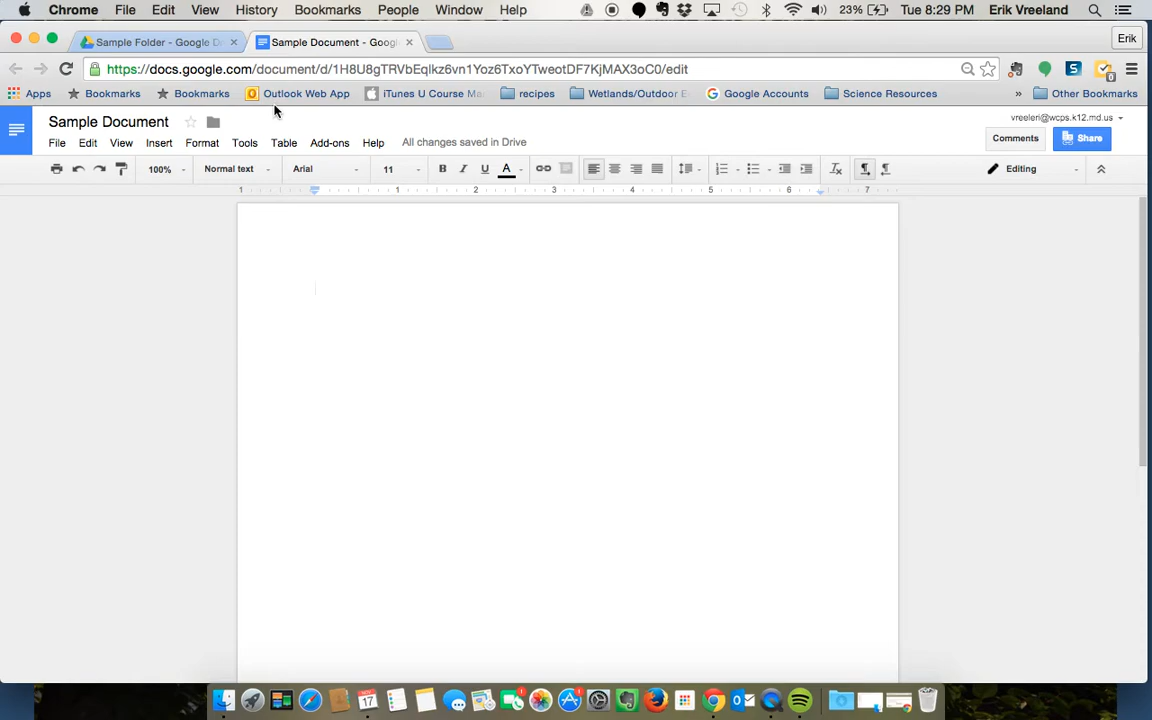 Chrome File Edit View History Bookmarks People Window Help 23% Tue 8:29 PM Erik Vreeland
Sample Folder - Google D Sample Document - Goog Erik
https://docs.google.com/document/d/1H8U8gTRVbEqlkz6vn1Yoz6TxoYTweotDF7KjMAX3oC0/edit 0
Apps Bookmarks Bookmarks Outlook Web App iTunes U Course Ma recipes Wetlands/Outdoor E Google Accounts Science Resources » Other Bookmarks
Sample Document vreeleri@wcps.k12.md.us
File Edit View Insert Format Tools Table Add-ons Help All changes saved in Drive Comments Share
100% Normal text Arial 11 B I U A Editing
1 1 2 3 4 5 6 7
17